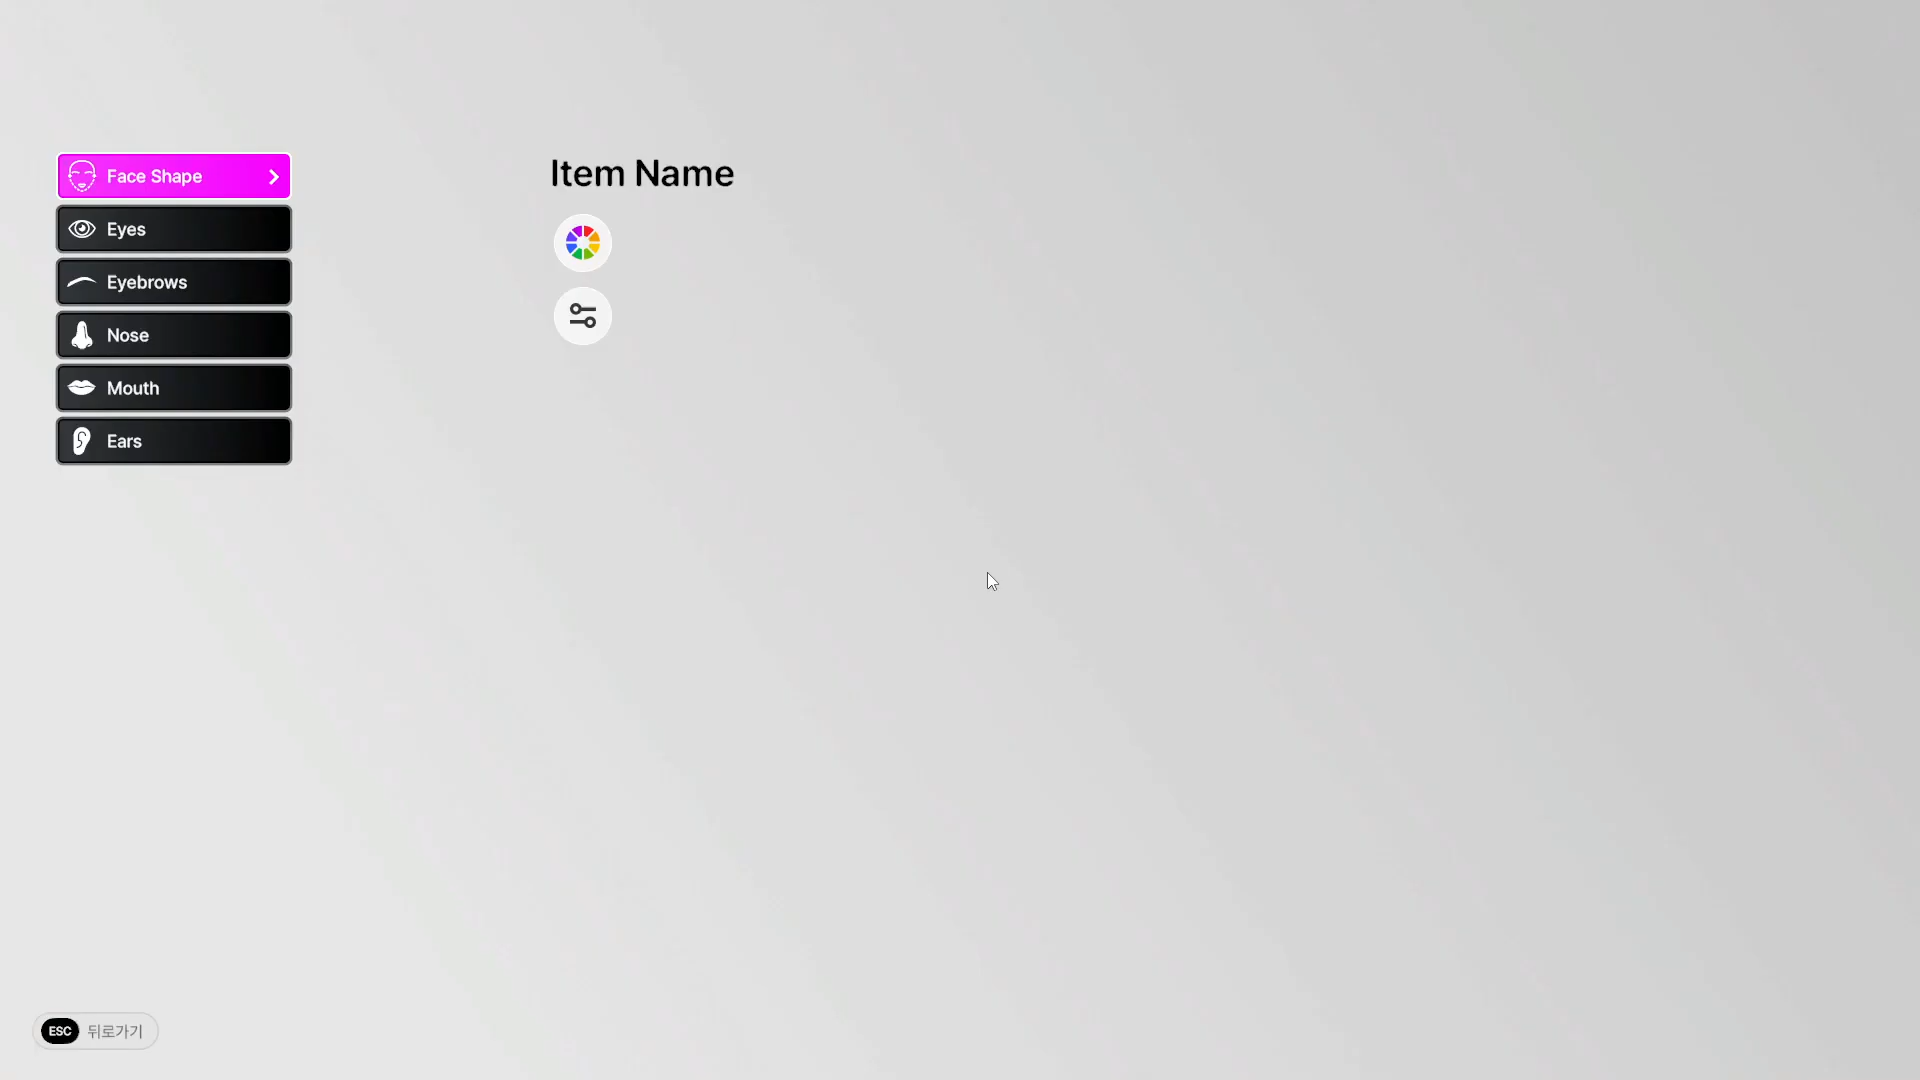 Face Shape
Eyes
Eyebrows
Nose
Mouth
Ears
Item Name
ESC 뒤로가기